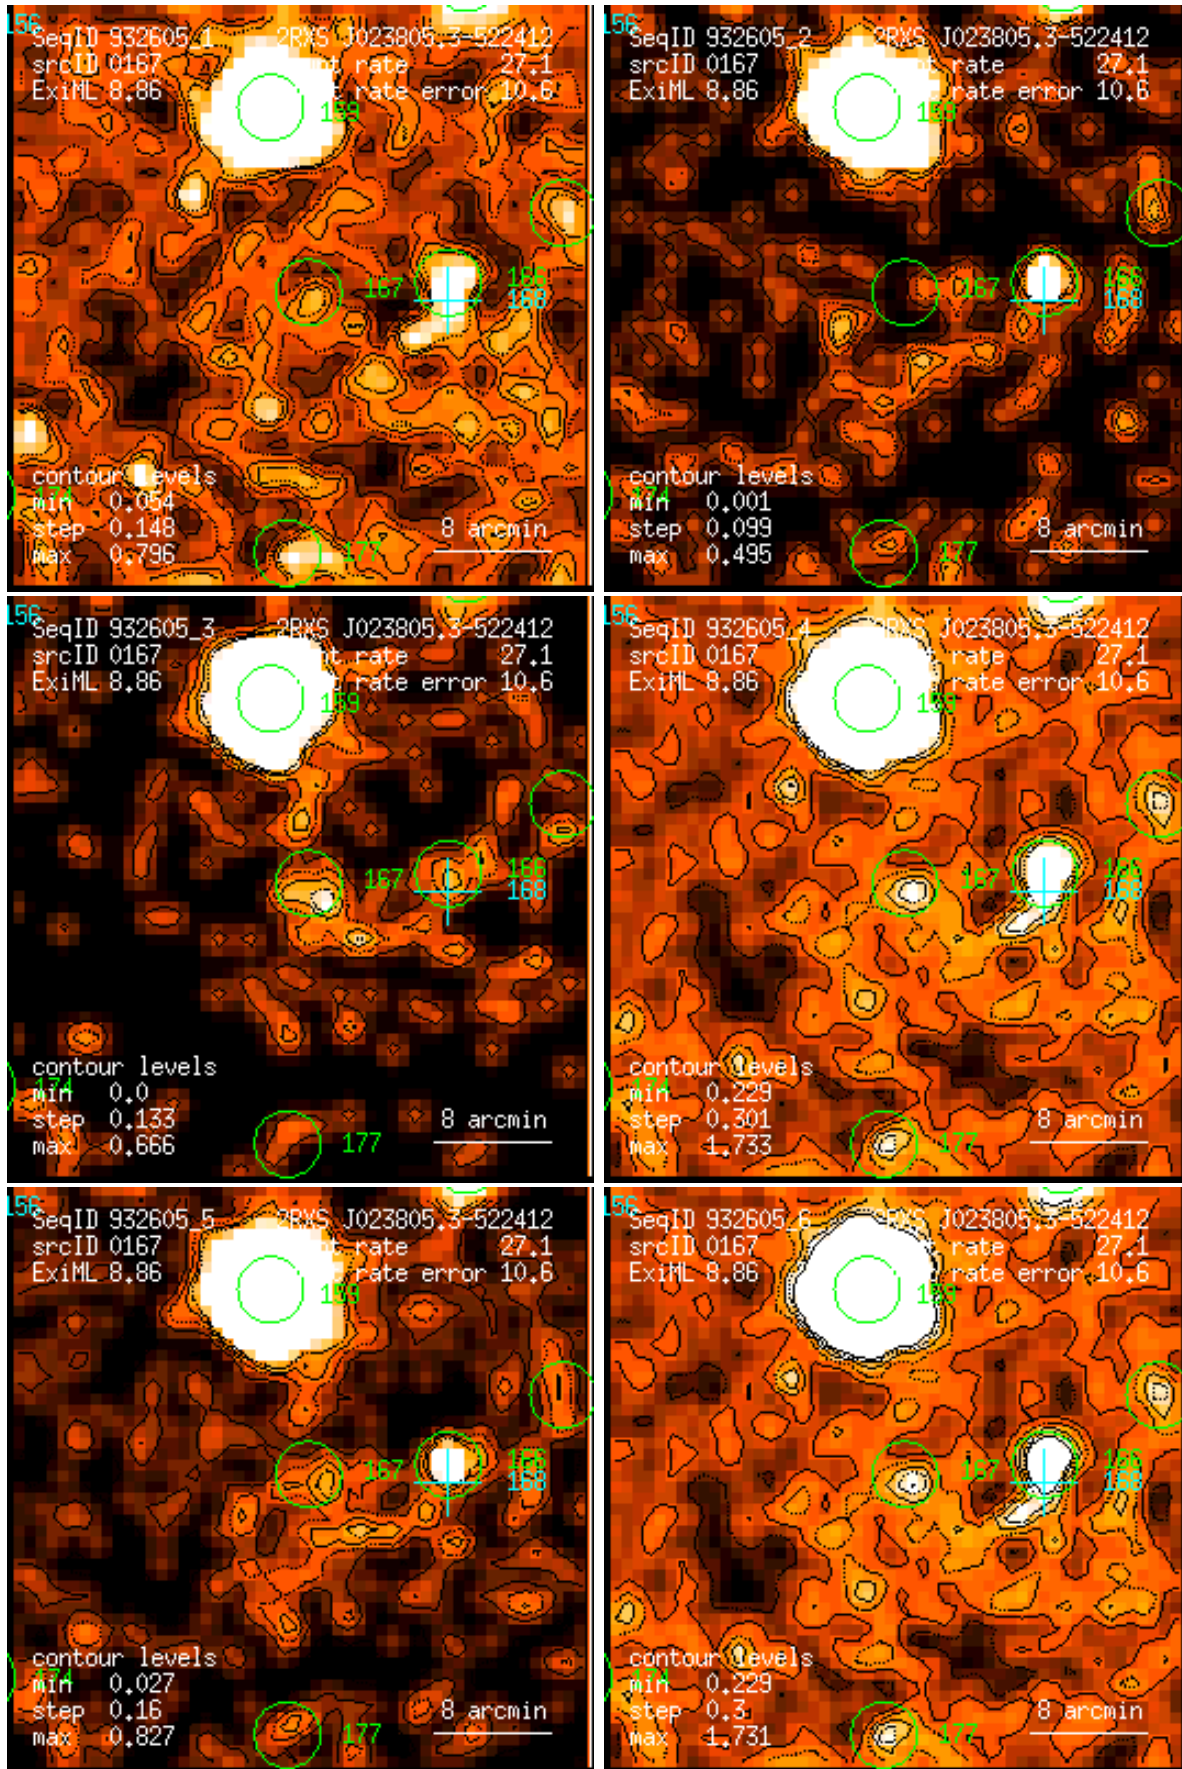 156
SeqID 932605_1 2RXS J023805.3-522412
srcID 0167 rate 27.1
ExiML 8.86 rate error 10.6
159
167
166
168
contour levels
174
min 0.054
step 0.148
max 0.796
8 arcmin
177
156
SeqID 932605_2 2RXS J023805.3-522412
srcID 0167 rate 27.1
ExiML 8.86 rate error 10.6
159
167
166
168
contour levels
174
min 0.001
step 0.099
max 0.495
8 arcmin
177
156
SeqID 932605_3 2RXS J023805.3-522412
srcID 0167 rate 27.1
ExiML 8.86 rate error 10.6
159
167
166
168
contour levels
174
min 0.0
step 0.133
max 0.666
8 arcmin
177
156
SeqID 932605_4 2RXS J023805.3-522412
srcID 0167 rate 27.1
ExiML 8.86 rate error 10.6
159
167
166
168
contour levels
174
min 0.229
step 0.301
max 1.733
8 arcmin
177
156
SeqID 932605_5 2RXS J023805.3-522412
srcID 0167 rate 27.1
ExiML 8.86 rate error 10.6
159
167
166
168
contour levels
174
min 0.027
step 0.16
max 0.827
8 arcmin
177
156
SeqID 932605_6 2RXS J023805.3-522412
srcID 0167 rate 27.1
ExiML 8.86 rate error 10.6
159
167
166
168
contour levels
174
min 0.229
step 0.3
max 1.731
8 arcmin
177